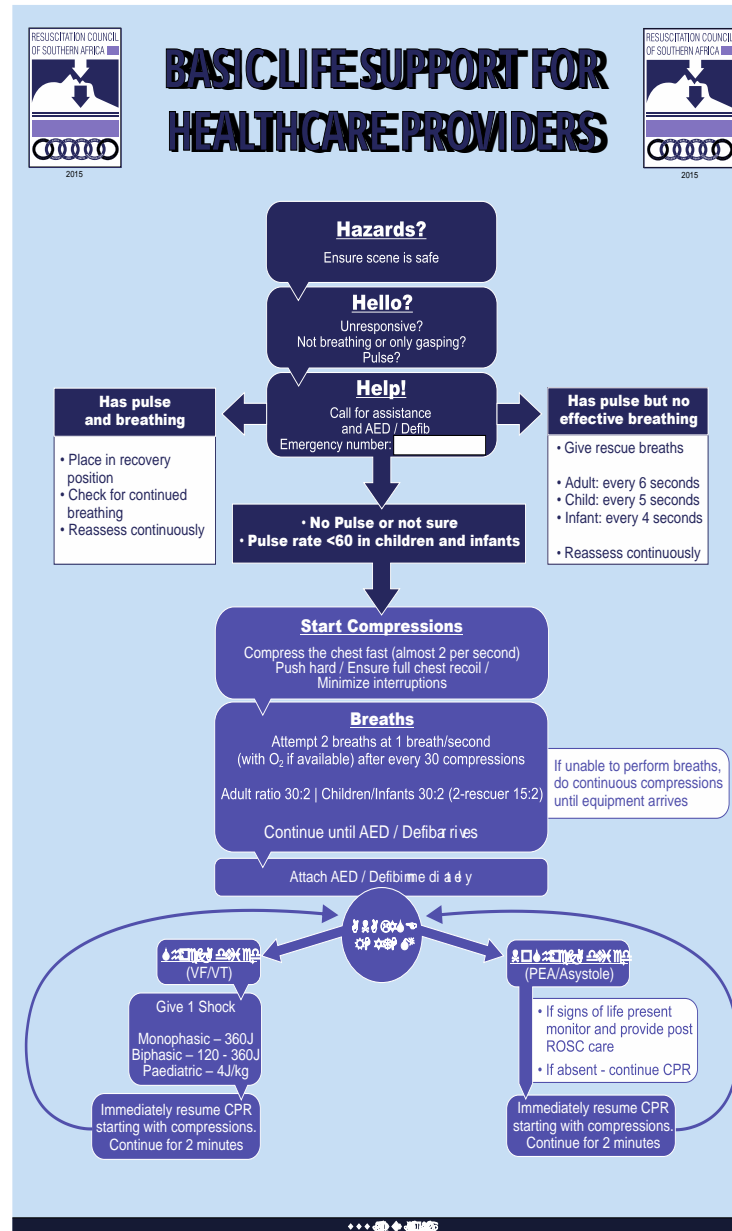 RESUSCITATION COUNCIL
OF SOUTHERN AFRICA
2015
BASIC LIFE SUPPORT FOR
HEALTHCARE PROVIDERS
RESUSCITATION COUNCIL
OF SOUTHERN AFRICA
2015
Hazards?
Ensure scene is safe
Hello?
Unresponsive?
Not breathing or only gasping?
Pulse?
Help!
Call for assistance
and AED / Defib
Emergency number:
Has pulse
and breathing
• Place in recovery
position
• Check for continued
breathing
• Reassess continuously
Has pulse but no
effective breathing
• Give rescue breaths
• Adult: every 6 seconds
• Child: every 5 seconds
• Infant: every 4 seconds
• Reassess continuously
• No Pulse or not sure
• Pulse rate <60 in children and infants
Start Compressions
Compress the chest fast (almost 2 per second)
Push hard / Ensure full chest recoil /
Minimize interruptions
Breaths
Attempt 2 breaths at 1 breath/second
(with O₂ if available) after every 30 compressions
Adult ratio 30:2 | Children/Infants 30:2 (2-rescuer 15:2)
Continue until AED / Defib arrives
If unable to perform breaths,
do continuous compressions
until equipment arrives
Attach AED / Defib immediately
(VF/VT)
Give 1 Shock
Monophasic – 360J
Biphasic – 120 - 360J
Paediatric – 4J/kg
Immediately resume CPR
starting with compressions.
Continue for 2 minutes
(PEA/Asystole)
• If signs of life present
monitor and provide post
ROSC care
• If absent - continue CPR
Immediately resume CPR
starting with compressions.
Continue for 2 minutes